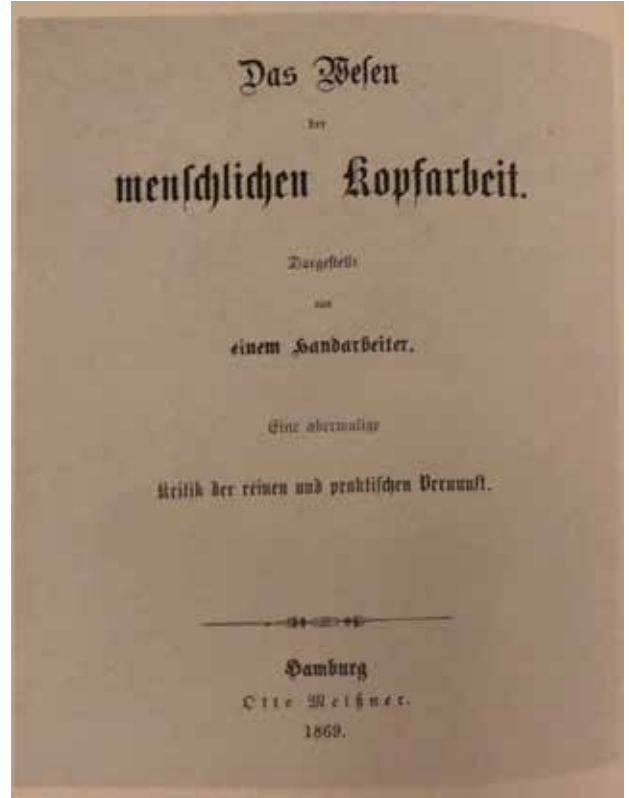 Das Wesen
der
menschlichen Kopfarbeit.
Dargestellt
von
einem Handarbeiter.
Eine abermalige
Kritik der reinen und praktischen Vernunft.
Hamburg
Otto Meißner.
1869.